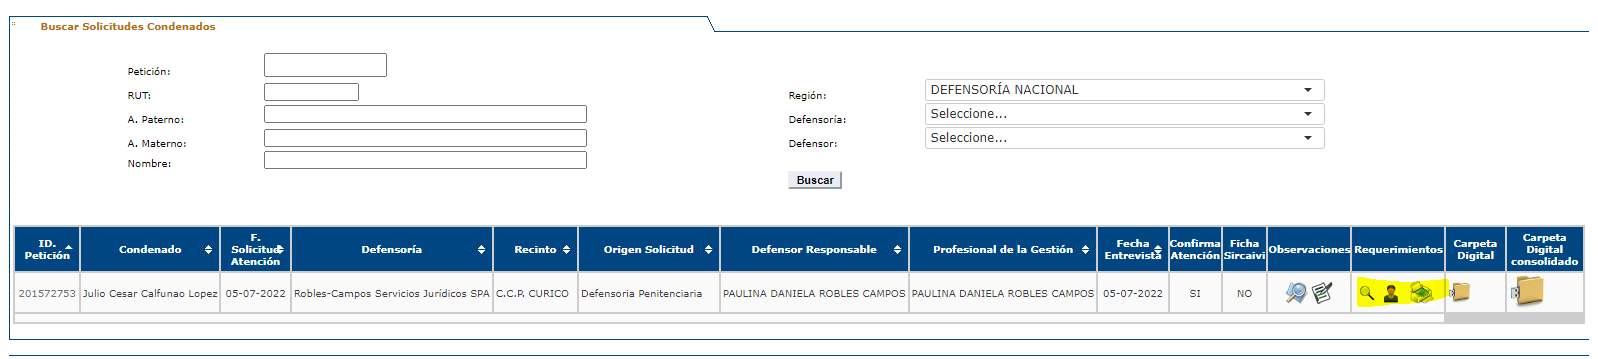 Buscar Solicitudes Condenados
Petición:
RUT:
A. Paterno:
A. Materno:
Nombre:
Región:
DEFENSORÍA NACIONAL
Defensoría:
Seleccione...
Defensor:
Seleccione...
Buscar
ID. Petición
Condenado
F. Solicitud Atención
Defensoría
Recinto
Origen Solicitud
Defensor Responsable
Profesional de la Gestión
Fecha Entrevista
Confirma Atención
Ficha Sircaivi
Observaciones
Requerimientos
Carpeta Digital
Carpeta Digital consolidado
201572753
Julio Cesar Calfunao Lopez
05-07-2022
Robles-Campos Servicios Jurídicos SPA
C.C.P. CURICO
Defensoria Penitenciaria
PAULINA DANIELA ROBLES CAMPOS
PAULINA DANIELA ROBLES CAMPOS
05-07-2022
SI
NO